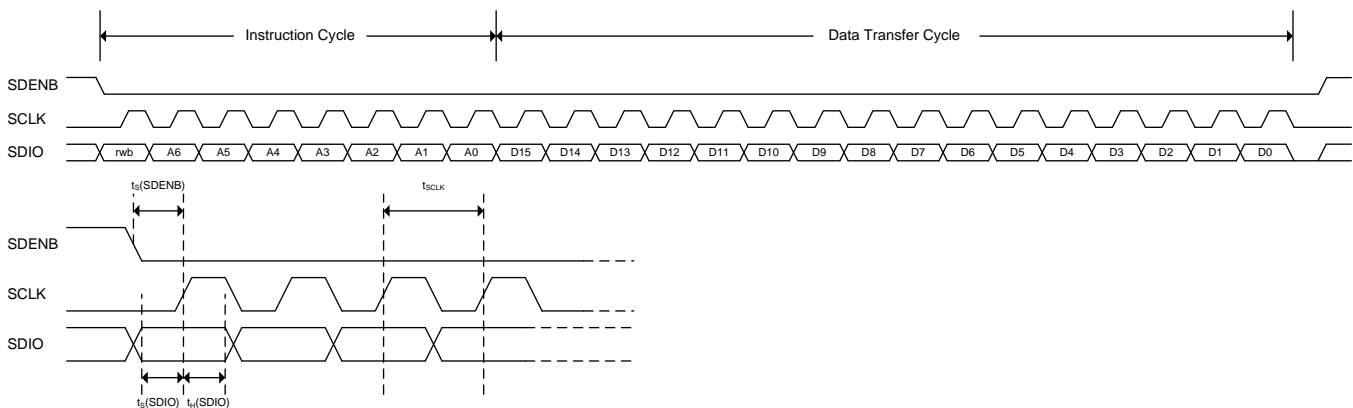 Instruction Cycle Data Transfer Cycle
SDENB
SCLK
SDIO rwb A6 A5 A4 A3 A2 A1 A0 D15 D14 D13 D12 D11 D10 D9 D8 D7 D6 D5 D4 D3 D2 D1 D0
tS(SDENB) tSCLK
SDENB
SCLK
SDIO
tS(SDIO) tH(SDIO)